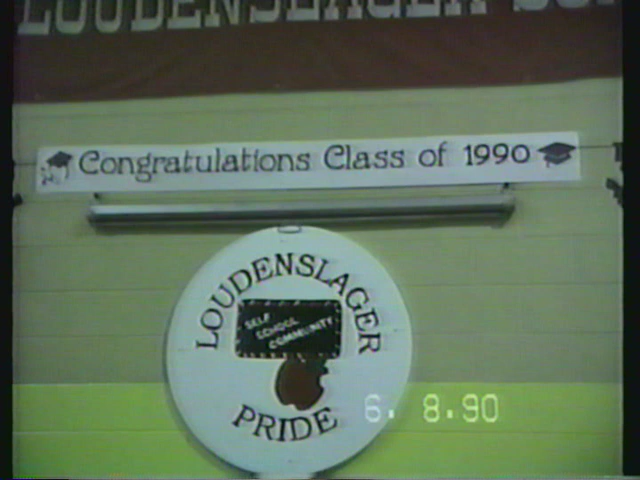 LOUDENSLAGER
Congratulations Class of 1990
LOUDENSLAGER
SELF
SCHOOL
COMMUNITY
PRIDE
6. 8.90